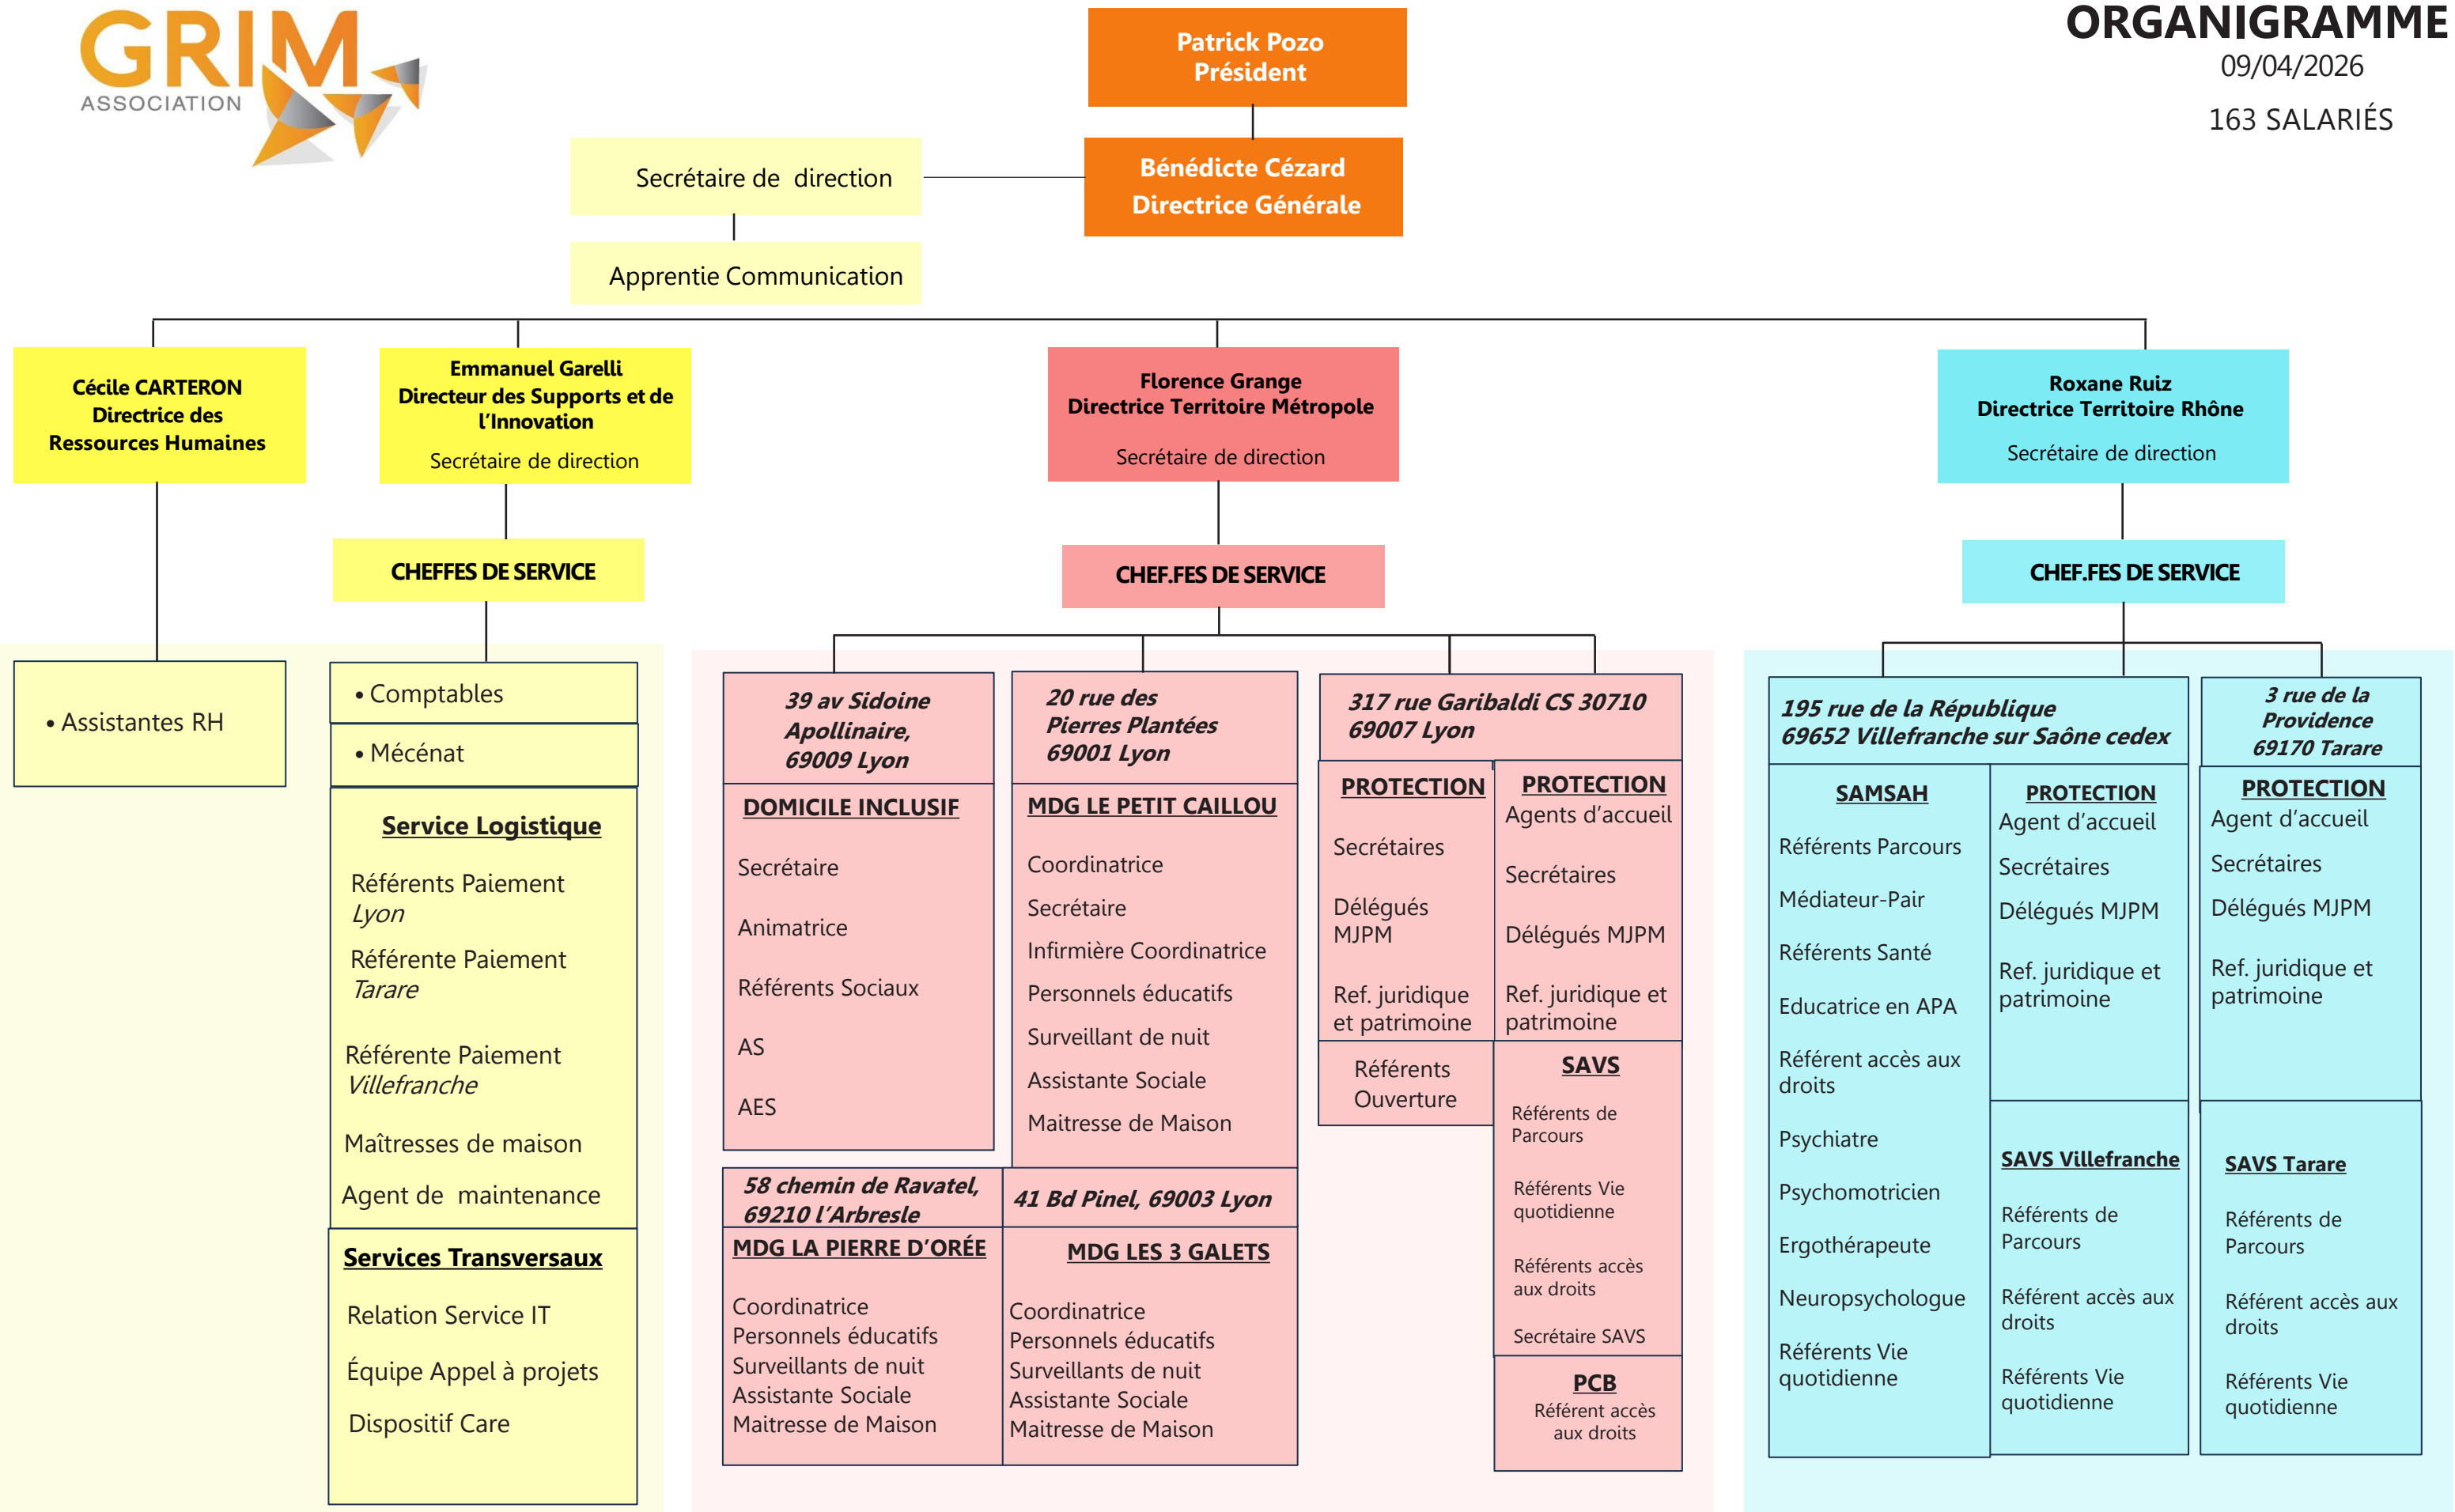 GRIM
ASSOCIATION
ORGANIGRAMME
09/04/2026
163 SALARIÉS
Patrick Pozo
Président
Bénédicte Cézard
Directrice Générale
Secrétaire de direction
Apprentie Communication
Cécile CARTERON
Directrice des
Ressources Humaines
Emmanuel Garelli
Directeur des Supports et de
l’Innovation
Secrétaire de direction
Florence Grange
Directrice Territoire Métropole
Secrétaire de direction
Roxane Ruiz
Directrice Territoire Rhône
Secrétaire de direction
CHEFFES DE SERVICE
CHEF.FES DE SERVICE
CHEF.FES DE SERVICE
• Assistantes RH
• Comptables
• Mécénat
Service Logistique
Référents Paiement
Lyon
Référente Paiement
Tarare
Référente Paiement
Villefranche
Maîtresses de maison
Agent de maintenance
Services Transversaux
Relation Service IT
Équipe Appel à projets
Dispositif Care
39 av Sidoine
Apollinaire,
69009 Lyon
DOMICILE INCLUSIF
Secrétaire
Animatrice
Référents Sociaux
AS
AES
20 rue des
Pierres Plantées
69001 Lyon
MDG LE PETIT CAILLOU
Coordinatrice
Secrétaire
Infirmière Coordinatrice
Personnels éducatifs
Surveillant de nuit
Assistante Sociale
Maitresse de Maison
58 chemin de Ravatel,
69210 l’Arbresle
MDG LA PIERRE D’ORÉE
Coordinatrice
Personnels éducatifs
Surveillants de nuit
Assistante Sociale
Maitresse de Maison
41 Bd Pinel, 69003 Lyon
MDG LES 3 GALETS
Coordinatrice
Personnels éducatifs
Surveillants de nuit
Assistante Sociale
Maitresse de Maison
317 rue Garibaldi CS 30710
69007 Lyon
PROTECTION
Secrétaires
Délégués
MJPM
Ref. juridique
et patrimoine
Référents
Ouverture
PROTECTION
Agents d’accueil
Secrétaires
Délégués MJPM
Ref. juridique et
patrimoine
SAVS
Référents de
Parcours
Référents Vie
quotidienne
Référents accès
aux droits
Secrétaire SAVS
PCB
Référent accès
aux droits
195 rue de la République
69652 Villefranche sur Saône cedex
SAMSAH
Référents Parcours
Médiateur-Pair
Référents Santé
Educatrice en APA
Référent accès aux
droits
Psychiatre
Psychomotricien
Ergothérapeute
Neuropsychologue
Référents Vie
quotidienne
PROTECTION
Agent d’accueil
Secrétaires
Délégués MJPM
Ref. juridique et
patrimoine
SAVS Villefranche
Référents de
Parcours
Référent accès aux
droits
Référents Vie
quotidienne
3 rue de la
Providence
69170 Tarare
PROTECTION
Agent d’accueil
Secrétaires
Délégués MJPM
Ref. juridique et
patrimoine
SAVS Tarare
Référents de
Parcours
Référent accès aux
droits
Référents Vie
quotidienne